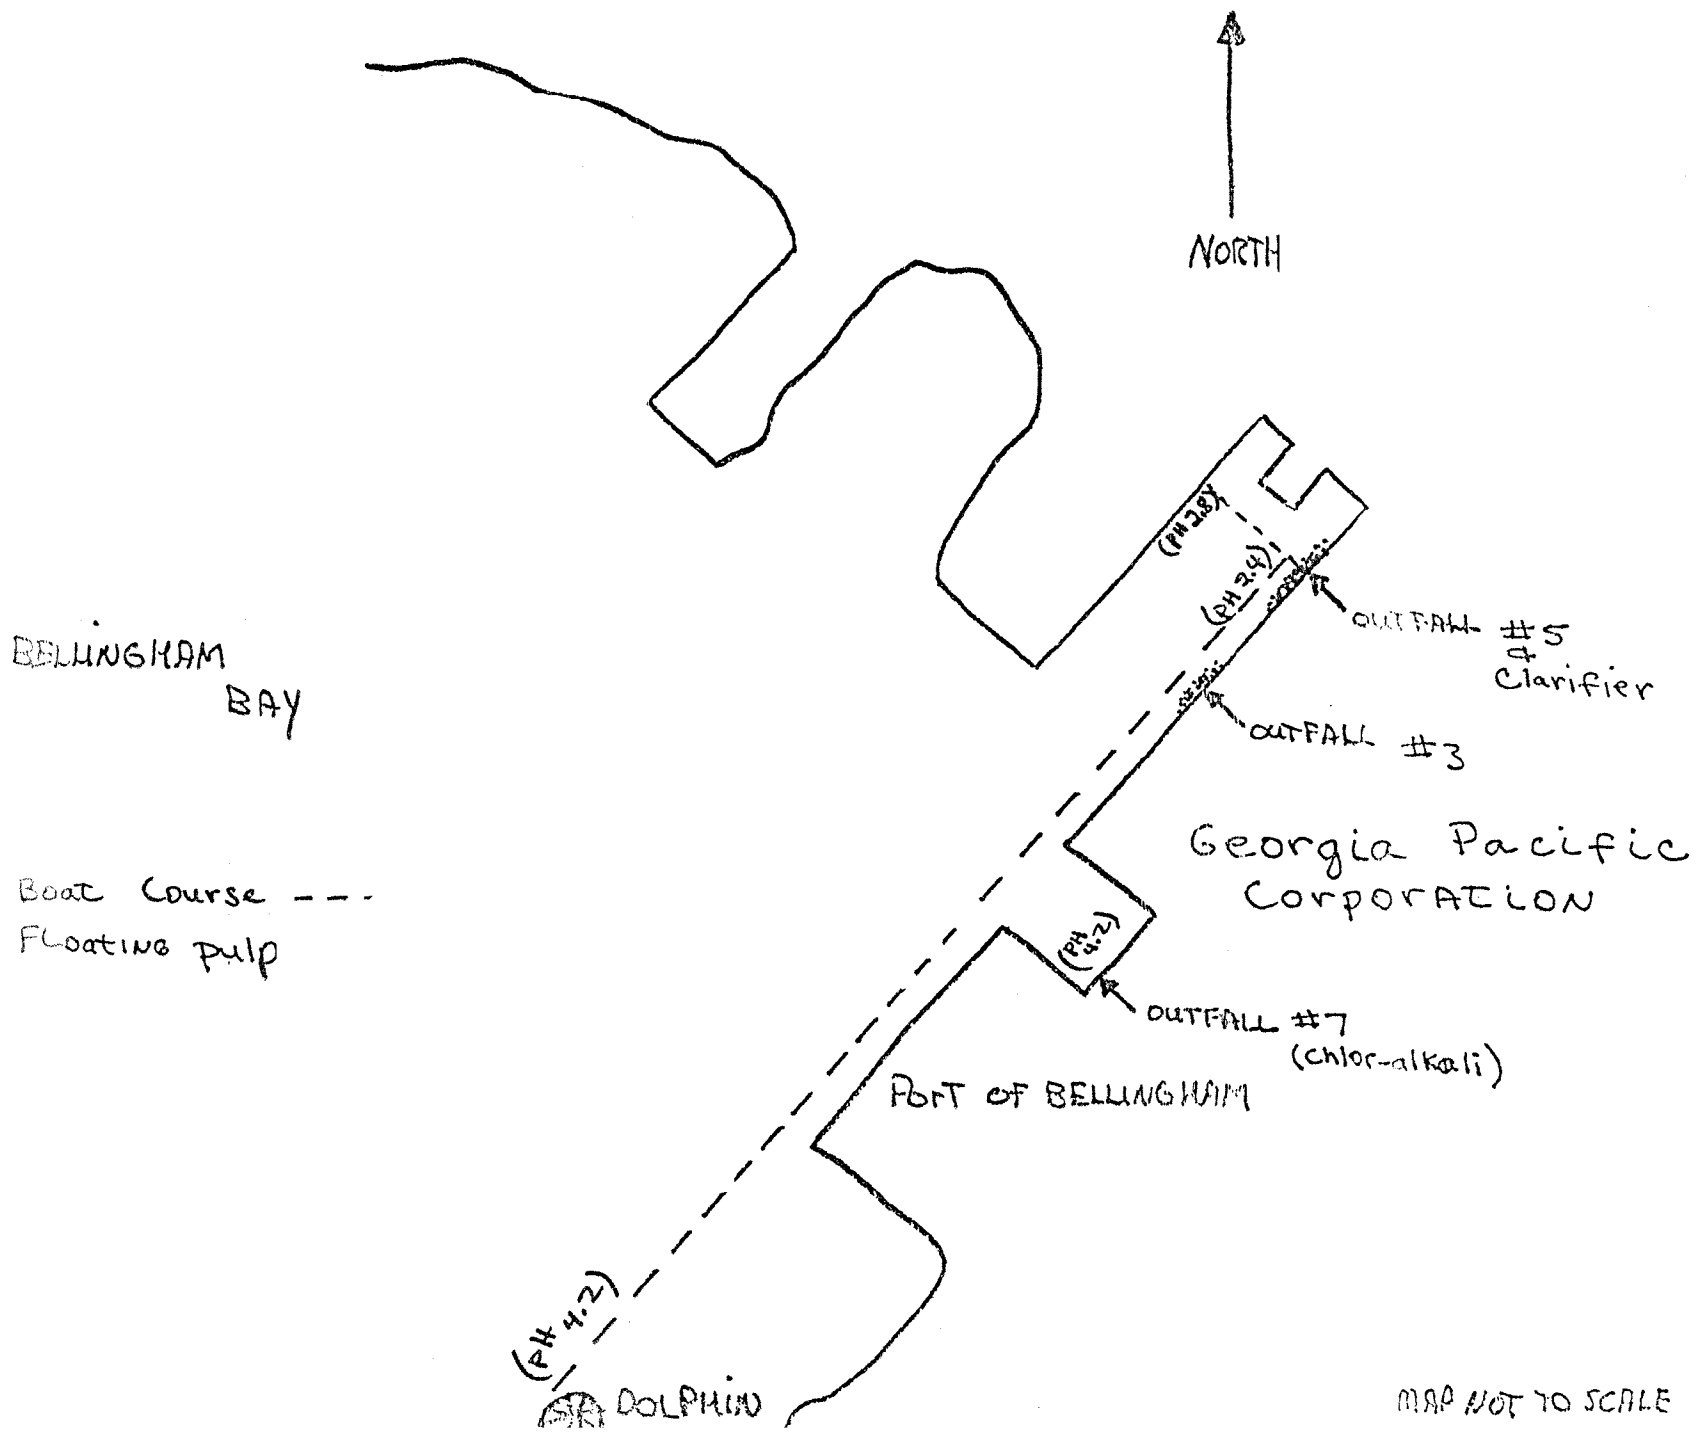 NORTH
(PH 2.8)
(PH 2.4)
OUTFALL #5
&
Clarifier
BELLINGHAM
BAY
OUTFALL #3
Georgia Pacific
Corporation
Boat Course ---
Floating pulp
(PH
4.2)
OUTFALL #7
(chlor-alkali)
Port of BELLINGHAM
(PH 4.2)
DOLPHIN
MAP NOT TO SCALE